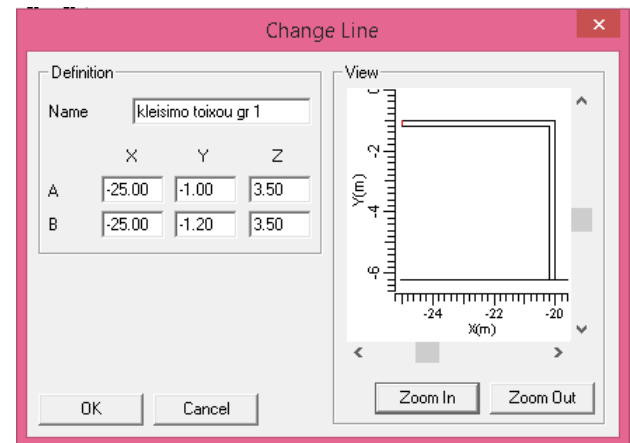 Change Line
Definition
Name kleisimo toixou gr 1
X Y Z
A -25.00 -1.00 3.50
B -25.00 -1.20 3.50
OK Cancel
View
Y(m)
-2
-4
-6
-24 -22 -20
X(m)
Zoom In Zoom Out